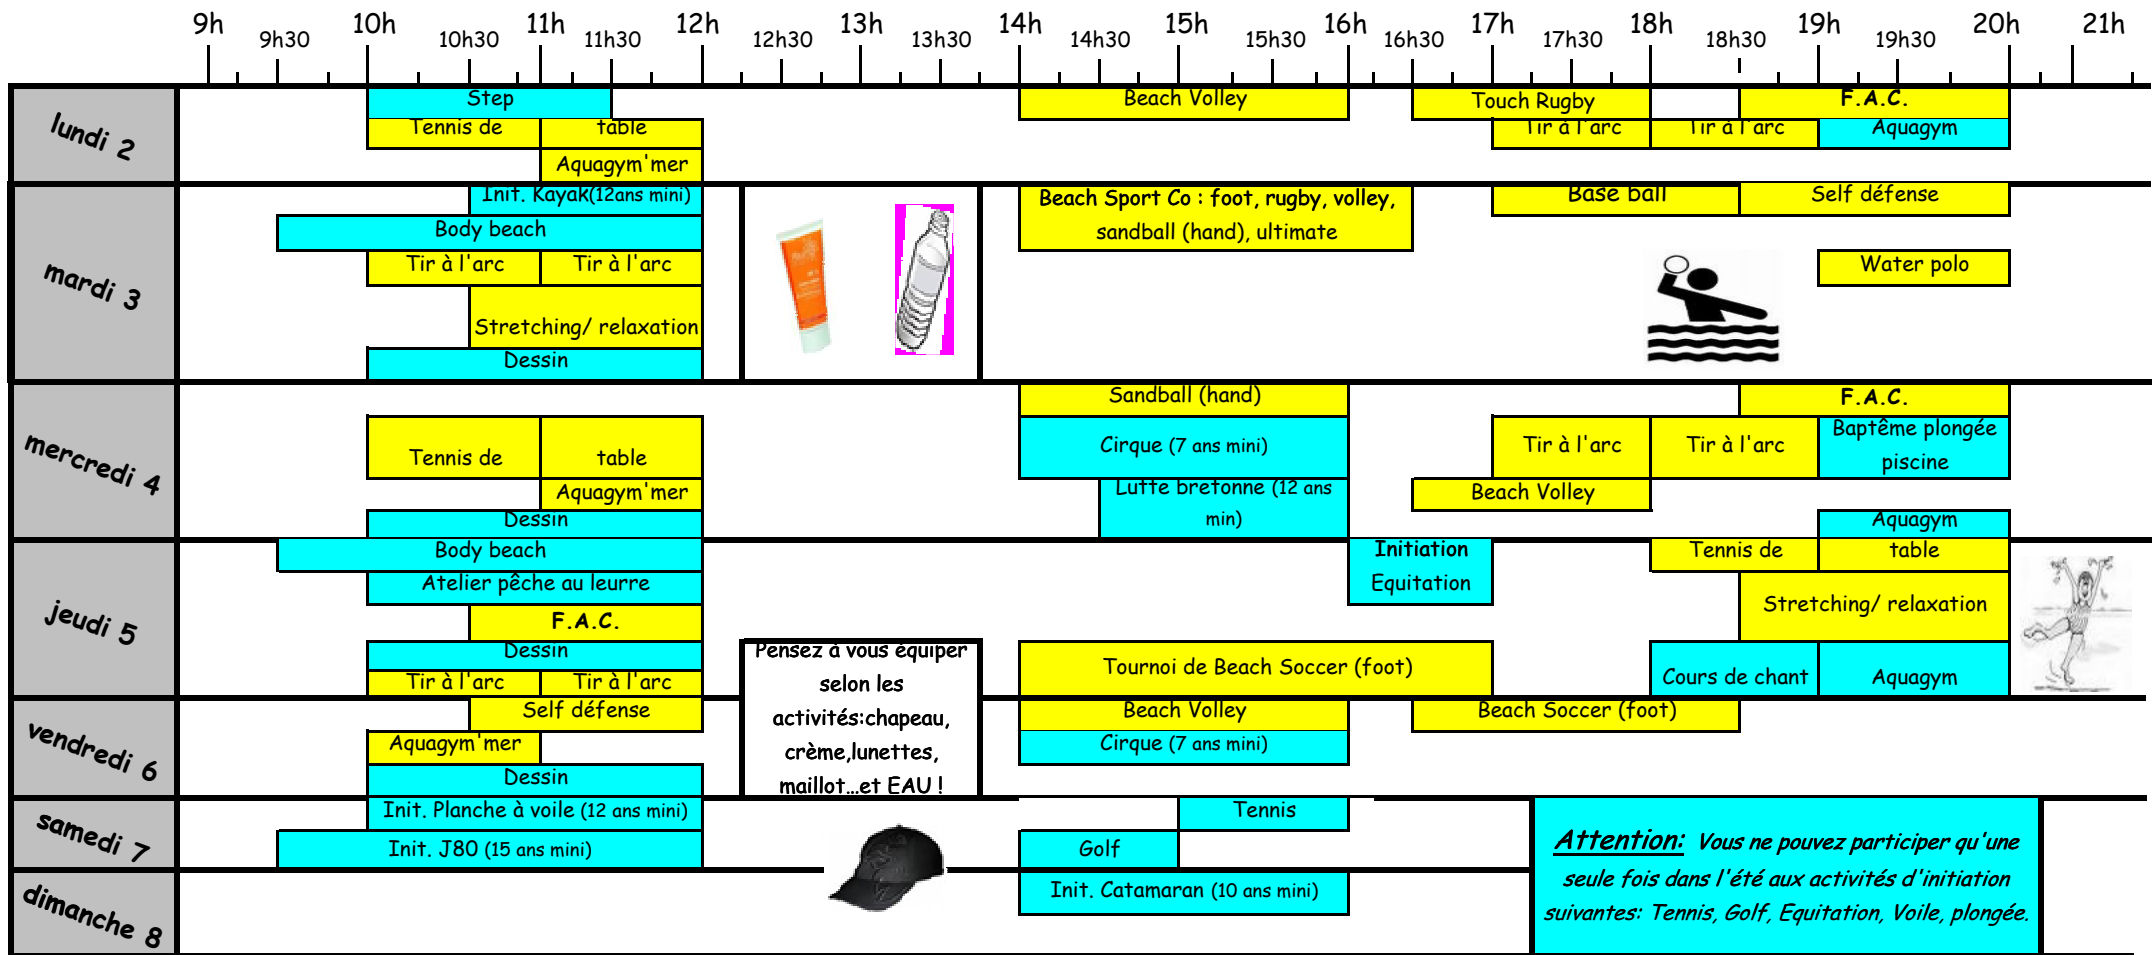 9h 10h 11h 12h 13h 14h 15h 16h 17h 18h 19h 20h 21h
9h30 10h30 11h30 12h30 13h30 14h30 15h30 16h30 17h30 18h30 19h30
lundi 2
Step
Beach Volley
Touch Rugby
F.A.C.
Tennis de table
Tir à l'arc
Tir à l'arc
Aquagym
Aquagym'mer
mardi 3
Init. Kayak(12ans mini)
Beach Sport Co : foot, rugby, volley,
sandball (hand), ultimate
Base ball
Self défense
Body beach
Tir à l'arc
Tir à l'arc
Water polo
Stretching/ relaxation
Dessin
mercredi 4
Sandball (hand)
F.A.C.
Tennis de table
Cirque (7 ans mini)
Tir à l'arc
Tir à l'arc
Baptême plongée
piscine
Aquagym'mer
Lutte bretonne (12 ans
min)
Beach Volley
Dessin
Aquagym
jeudi 5
Body beach
Initiation
Equitation
Tennis de table
Atelier pêche au leurre
Stretching/ relaxation
F.A.C.
Dessin
Tournoi de Beach Soccer (foot)
Cours de chant
Aquagym
Tir à l'arc
Tir à l'arc
Pensez à vous équiper
selon les
activités:chapeau,
crème,lunettes,
maillot...et EAU !
vendredi 6
Self défense
Beach Volley
Beach Soccer (foot)
Aquagym'mer
Cirque (7 ans mini)
Dessin
samedi 7
Init. Planche à voile (12 ans mini)
Tennis
Init. J80 (15 ans mini)
Golf
dimanche 8
Init. Catamaran (10 ans mini)
Attention: Vous ne pouvez participer qu'une
seule fois dans l'été aux activités d'initiation
suivantes: Tennis, Golf, Equitation, Voile, plongée.